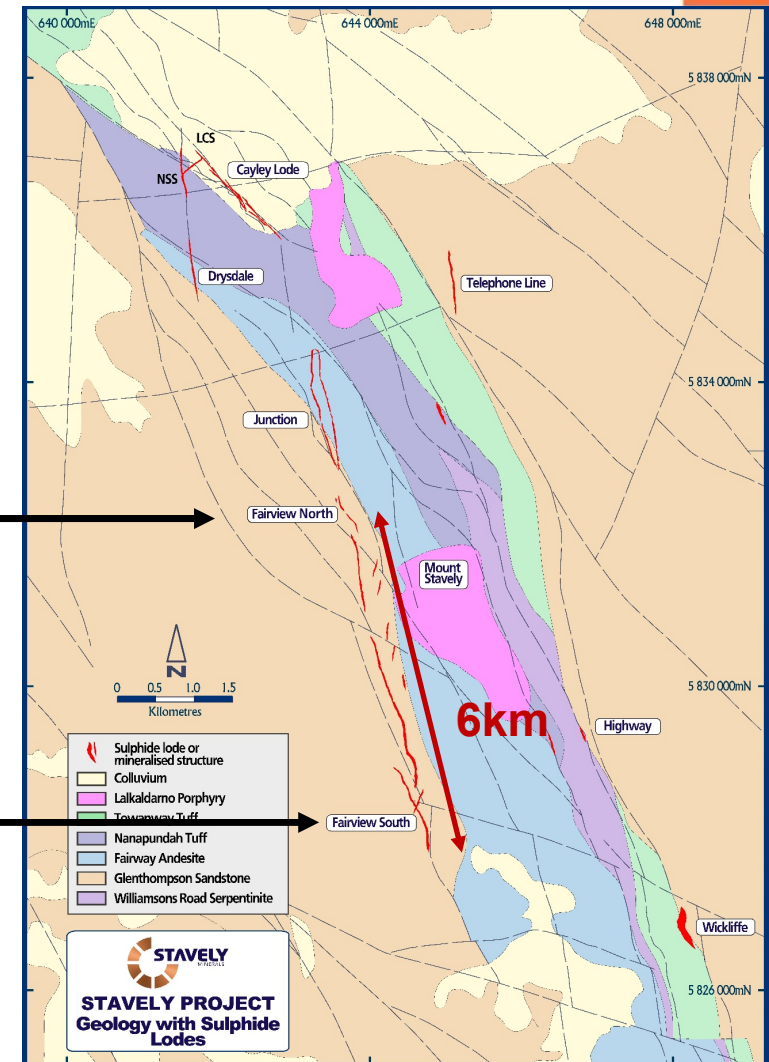 640 000mE
644 000mE
648 000mE
5 838 000mN
LCS
Cayley Lode
NSS
Drysdale
Telephone Line
5 834 000mN
Junction
Fairview North
Mount
Stavely
N
0 0.5 1.0 1.5
Kilometres
5 830 000mN
6km
Highway
Sulphide lode or
mineralised structure
Colluvium
Lalkaldarno Porphyry
Towanway Tuff
Nanapundah Tuff
Fairway Andesite
Glenthompson Sandstone
Williamsons Road Serpentinite
Fairview South
Wickliffe
STAVELY
MINERALS
STAVELY PROJECT
Geology with Sulphide
Lodes
5 826 000mN